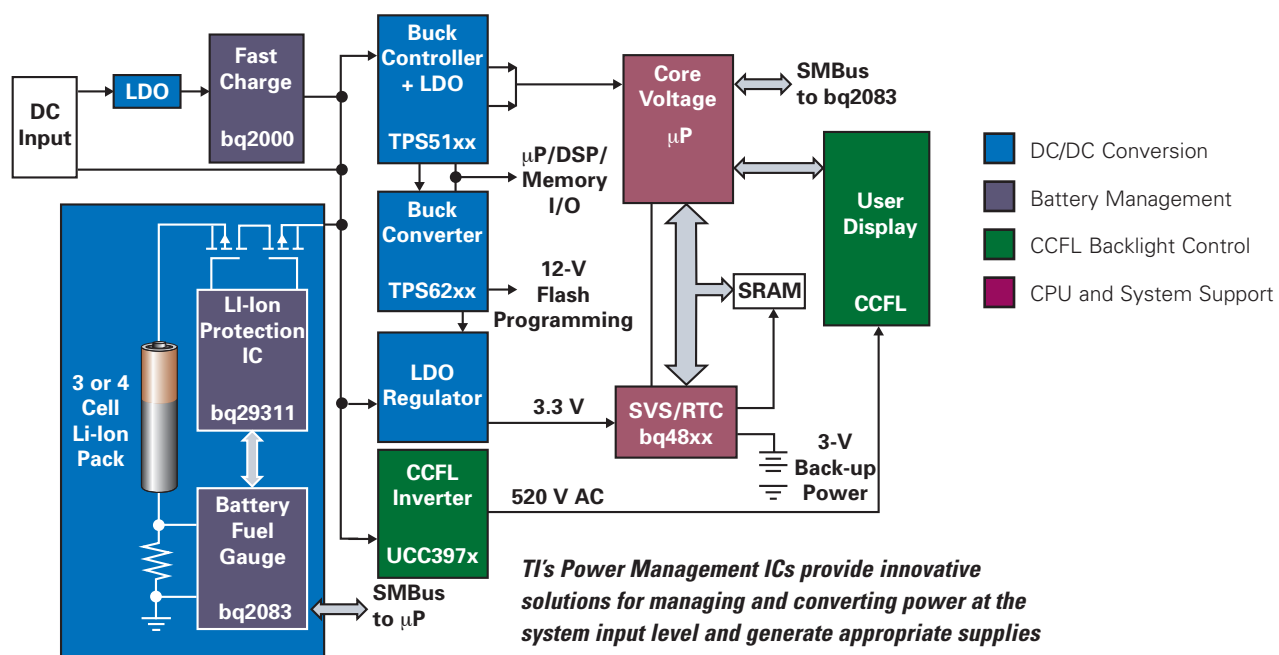 DC
Input
LDO
Fast
Charge
bq2000
Buck
Controller
+ LDO
TPS51xx
μP/DSP/
Memory
I/O
Buck
Converter
TPS62xx
12-V
Flash
Programming
LDO
Regulator
3.3 V
CCFL
Inverter
UCC397x
520 V AC
3 or 4
Cell
Li-Ion
Pack
LI-Ion
Protection
IC
bq29311
Battery
Fuel
Gauge
bq2083
SMBus
to μP
Core
Voltage
μP
SMBus
to bq2083
User
Display
CCFL
SRAM
SVS/RTC
bq48xx
3-V
Back-up
Power
DC/DC Conversion
Battery Management
CCFL Backlight Control
CPU and System Support
TI's Power Management ICs provide innovative
solutions for managing and converting power at the
system input level and generate appropriate supplies